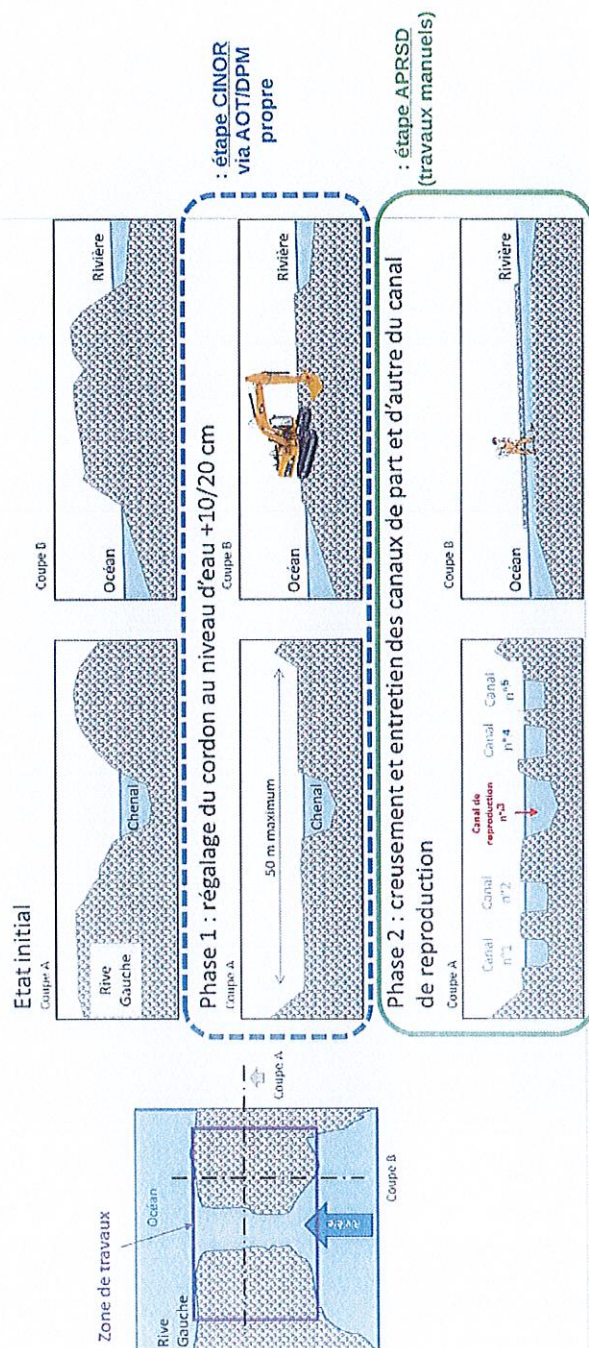 Zone de travaux
Océan
Rive
Gauche
Rivière
Coupe A
Coupe B
Etat initial
Coupe A
Rive
Gauche
Chenal
Coupe B
Océan
Rivière
Phase 1 : régalage du cordon au niveau d'eau +10/20 cm
Coupe A
50 m maximum
Chenal
Coupe B
Océan
Rivière
: étape CINOR
via AOT/DPM
propre
Phase 2 : creusement et entretien des canaux de part et d'autre du canal
de reproduction
Coupe A
Canal
n°1
Canal
n°2
Canal de
reproduction
n°3
Canal
n°4
Canal
n°5
Coupe B
Océan
Rivière
: étape APRSD
(travaux manuels)